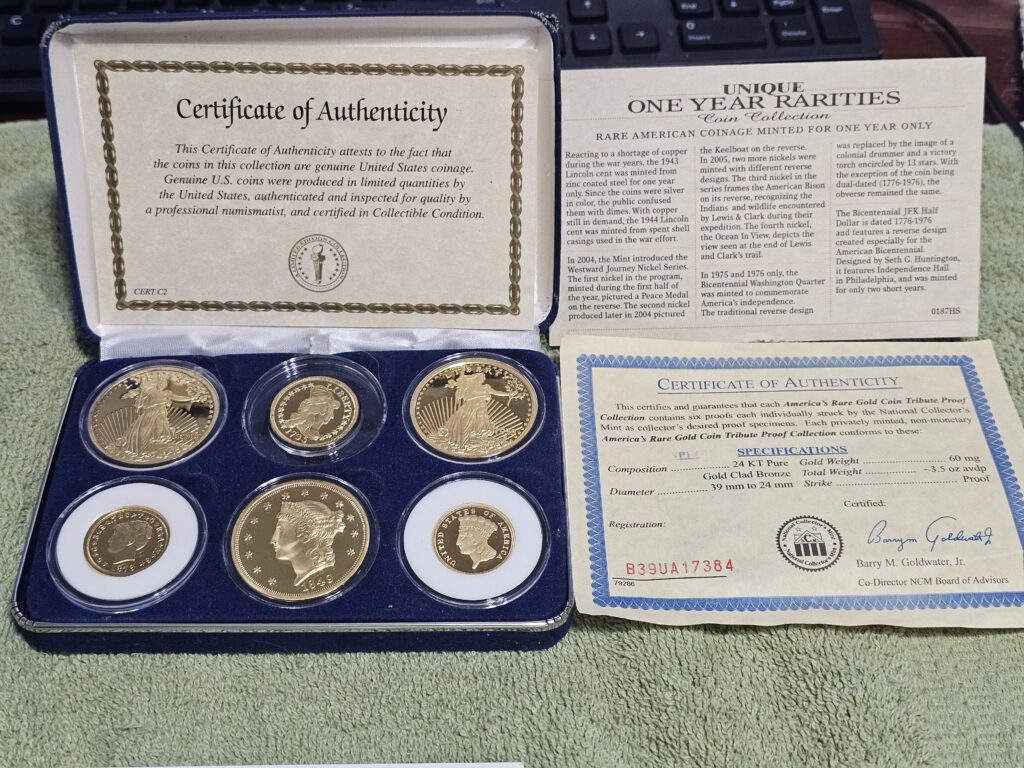 Certificate of Authenticity
This Certificate of Authenticity attests to the fact that
the coins in this collection are genuine United States coinage.
Genuine U.S. coins were produced in limited quantities by
the United States, authenticated and inspected for quality by
a professional numismatist, and certified in Collectible Condition.
CERT.C2
UNIQUE
ONE YEAR RARITIES
Coin Collection
RARE AMERICAN COINAGE MINTED FOR ONE YEAR ONLY
Reacting to a shortage of copper
during the war years, the 1943
Lincoln cent was minted from
zinc coated steel for one year
only. Since the coins were silver
in color, the public confused
them with dimes. With copper
still in demand, the 1944 Lincoln
cent was minted from spent shell
casings used in the war effort.
In 2004, the Mint introduced the
Westward Journey Nickel Series.
The first nickel in the program,
minted during the first half of
the year, pictured a Peace Medal
on the reverse. The second nickel
produced later in 2004 pictured
the Keelboat on the reverse.
In 2005, two more nickels were
minted with different reverse
designs. The third nickel in the
series frames the American Bison
on its reverse, recognizing the
Indians and wildlife encountered
by Lewis & Clark during their
expedition. The fourth nickel,
the Ocean In View, depicts the
view seen at the end of Lewis
and Clark's trail.
In 1975 and 1976 only, the
Bicentennial Washington Quarter
was minted to commemorate
America's independence.
The traditional reverse design
was replaced by the image of a
colonial drummer and a victory
torch encircled by 13 stars. With
the exception of the coin being
dual-dated (1776-1976), the
obverse remained the same.
The Bicentennial JFK Half
Dollar is dated 1776-1976
and features a reverse design
created especially for the
American Bicentennial.
Designed by Seth G. Huntington,
it features Independence Hall
in Philadelphia, and was minted
for only two short years.
0187HS
CERTIFICATE OF AUTHENTICITY
This certifies and guarantees that each America's Rare Gold Coin Tribute Proof
Collection contains six proofs each individually struck by the National Collector's
Mint as collector's desired proof specimens. Each privately minted, non-monetary
America's Rare Gold Coin Tribute Proof Collection conforms to these:
SPECIFICATIONS
Composition .......... 24 KT Pure
Gold Clad Bronze
Diameter .......... 39 mm to 24 mm
Gold Weight .......... 60 mg
Total Weight .......... ~3.5 oz avdp
Strike .......... Proof
Certified:
Registration:
B39UA17384
79286
National Collector's Mint
National Collector's Mint
Barry M. Goldwater, Jr.
Co-Director NCM Board of Advisors
LIBERTY
1879
1849
UNITED STATES OF AMERICA